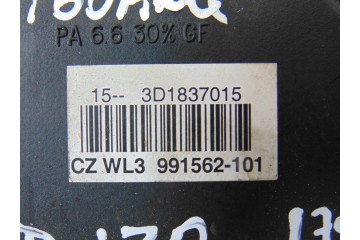 PA 6.6 30% GF
15-- 3D1837015
CZ WL3 991562-101